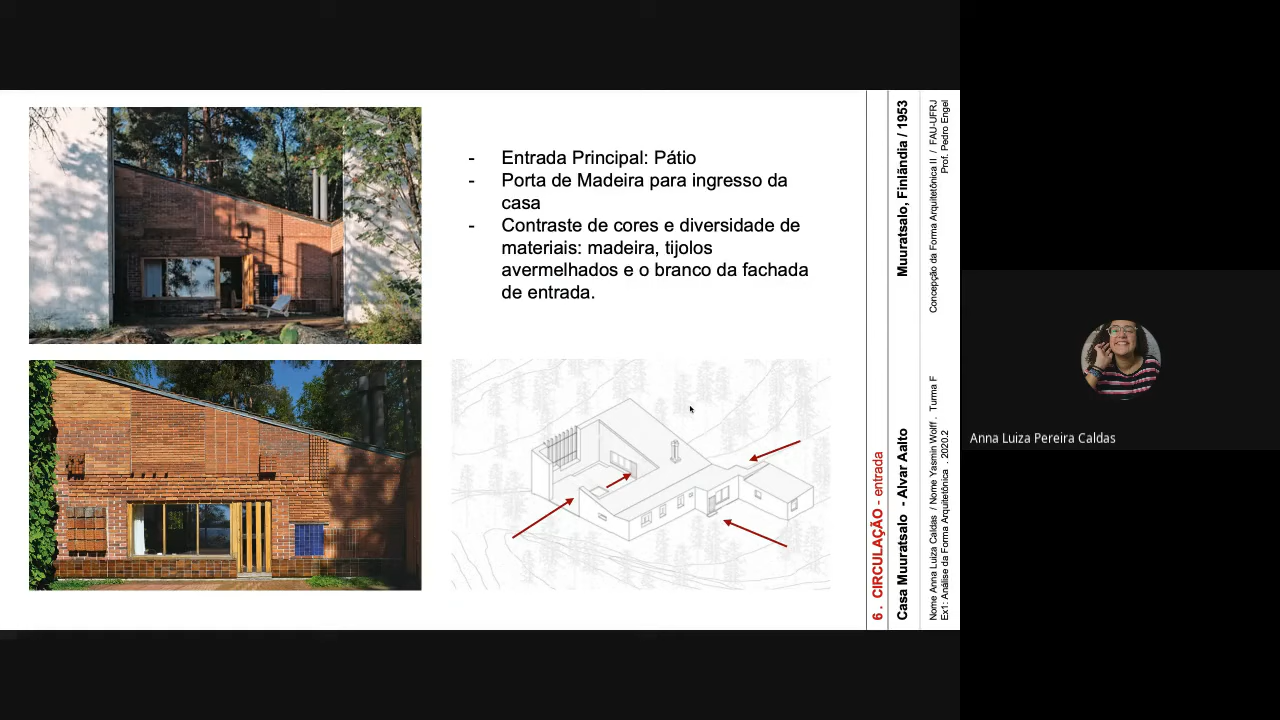 - Entrada Principal: Pátio
- Porta de Madeira para ingresso da
casa
- Contraste de cores e diversidade de
materiais: madeira, tijolos
avermelhados e o branco da fachada
de entrada.
6 . CIRCULAÇÃO - entrada
Casa Muuratsalo - Alvar Aalto
Muuratsalo, Finlândia / 1953
Nome Anna Luiza Caldas / Nome Yasmin Wolff . Turma F
Ex1: Análise da Forma Arquitetônica . 2020.2
Concepção da Forma Arquitetônica II / FAU-UFRJ
Prof. Pedro Engel
Anna Luiza Pereira Caldas